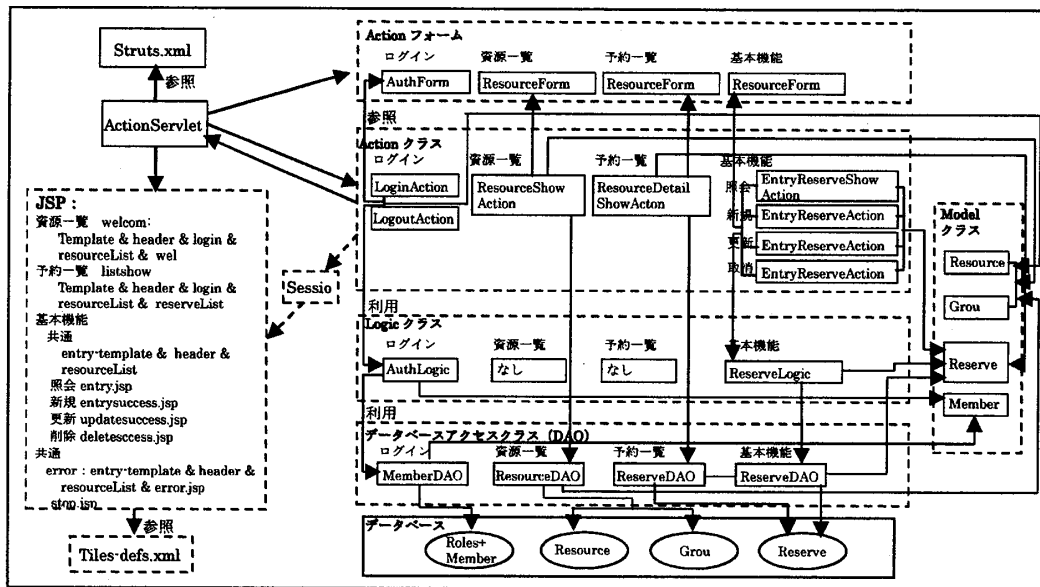 Struts.xml
参照
ActionServlet
JSP：
資源一覧 welcom:
Template & header & login &
resourceList & wel
予約一覧 listshow
Template & header & login &
resourceList & reserveList
基本機能
共通
entry-template & header &
resourceList
照会 entry.jsp
新規 entrysuccess.jsp
更新 updatesuccess.jsp
削除 deletesccess.jsp
共通
error : entry-template & header &
resourceList & error.jsp
stop.jsp
参照
Tiles-defs.xml
Sessio
Action フォーム
ログイン 資源一覧 予約一覧 基本機能
AuthForm ResourceForm ResourceForm ResourceForm
参照
Action クラス
ログイン 資源一覧 予約一覧 基本機能
LoginAction
LogoutAction
ResourceShow
Action
ResourceDetail
ShowActon
照会 EntryReserveShow
Action
新規 EntryReserveAction
更新 EntryReserveAction
取消 EntryReserveAction
利用
Logic クラス
ログイン 資源一覧 予約一覧 基本機能
AuthLogic なし なし ReserveLogic
利用
データベースアクセスクラス（DAO）
ログイン 資源一覧 予約一覧 基本機能
MemberDAO ResourceDAO ReserveDAO ReserveDAO
データベース
Roles+
Member
Resource
Grou
Reserve
Model
クラス
Resource
Grou
Reserve
Member